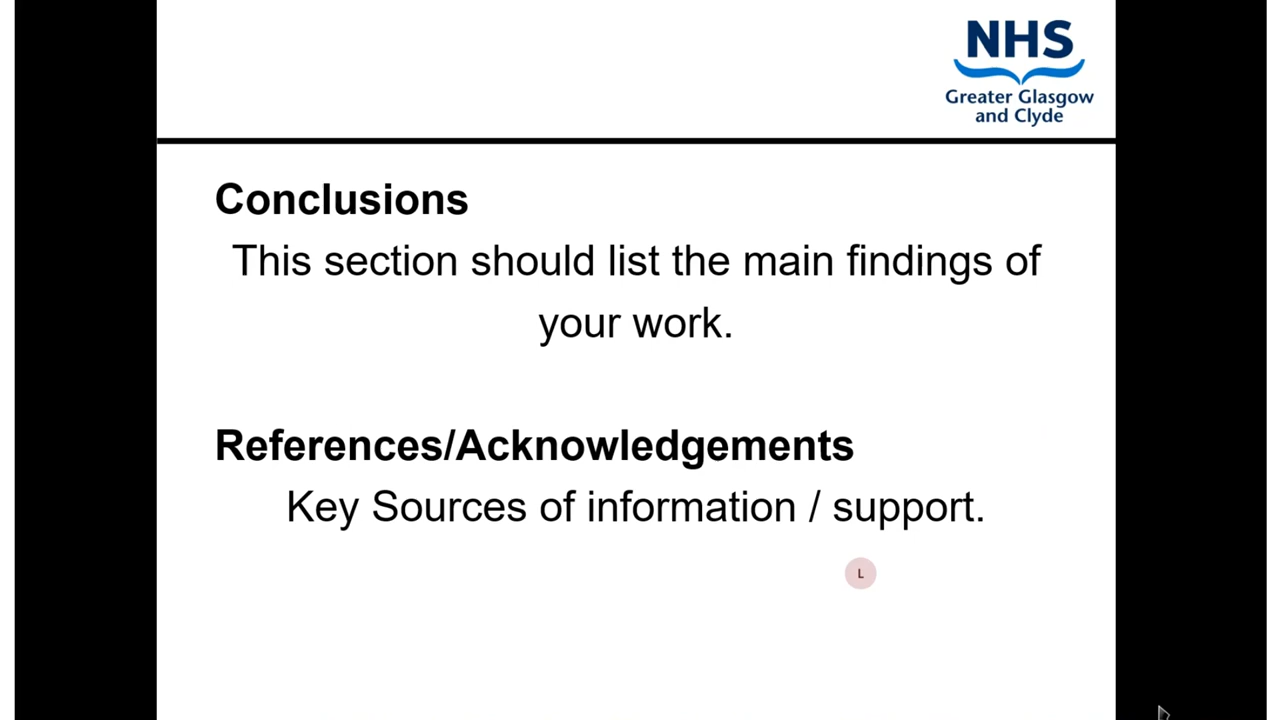 NHS
Greater Glasgow
and Clyde
Conclusions
This section should list the main findings of
your work.
References/Acknowledgements
Key Sources of information / support.
L